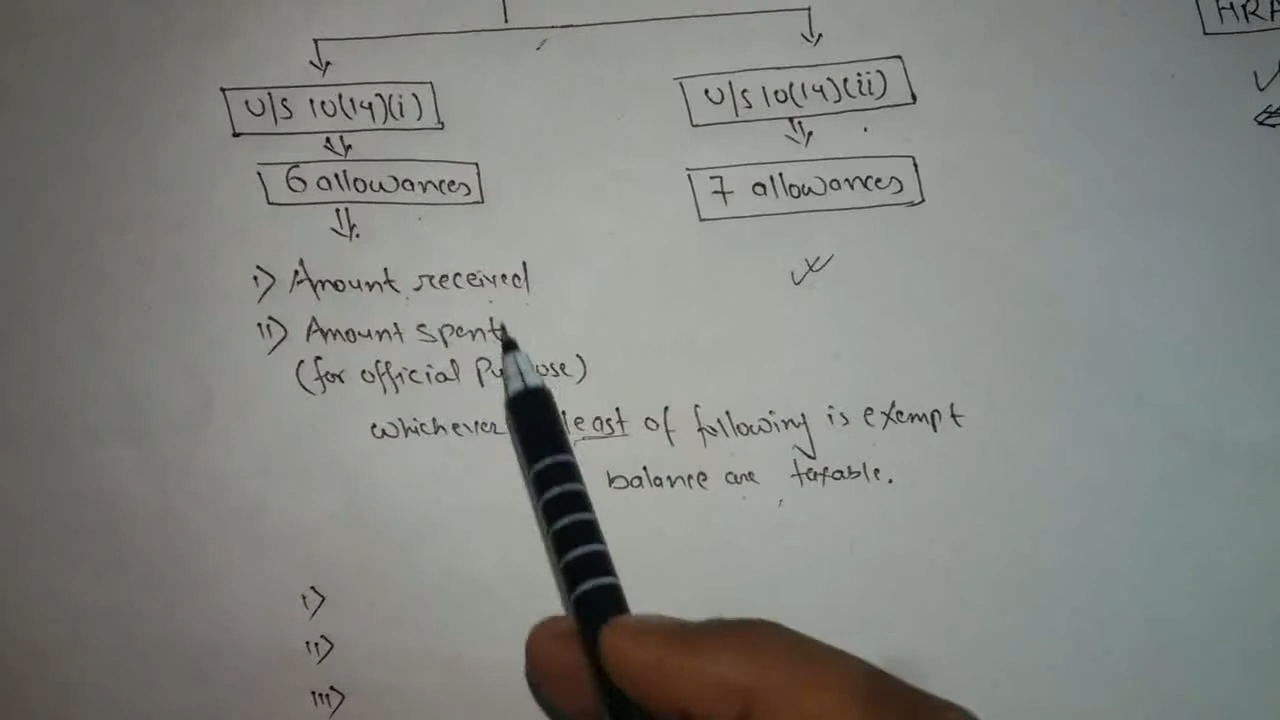 HRA
U/S 10(14)(i)
U/S 10(14)(ii)
6 allowances
7 allowances
i) Amount received
ii) Amount spent
(for official
whichever least of following is exempt
balance are taxable.
i)
ii)
iii)